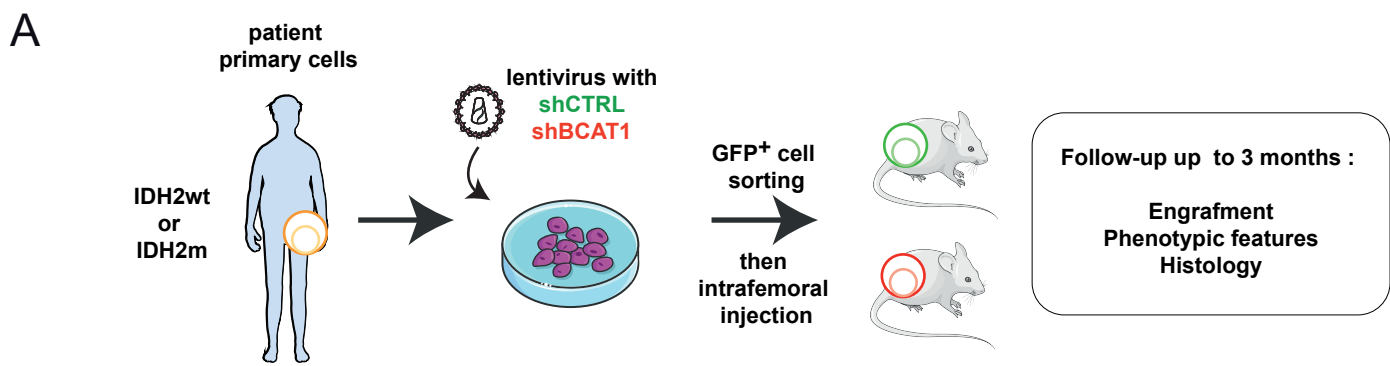 A
patient
primary cells
IDH2wt
or
IDH2m
lentivirus with
shCTRL
shBCAT1
GFP+ cell
sorting
then
intrafemoral
injection
Follow-up up to 3 months :
Engrafment
Phenotypic features
Histology